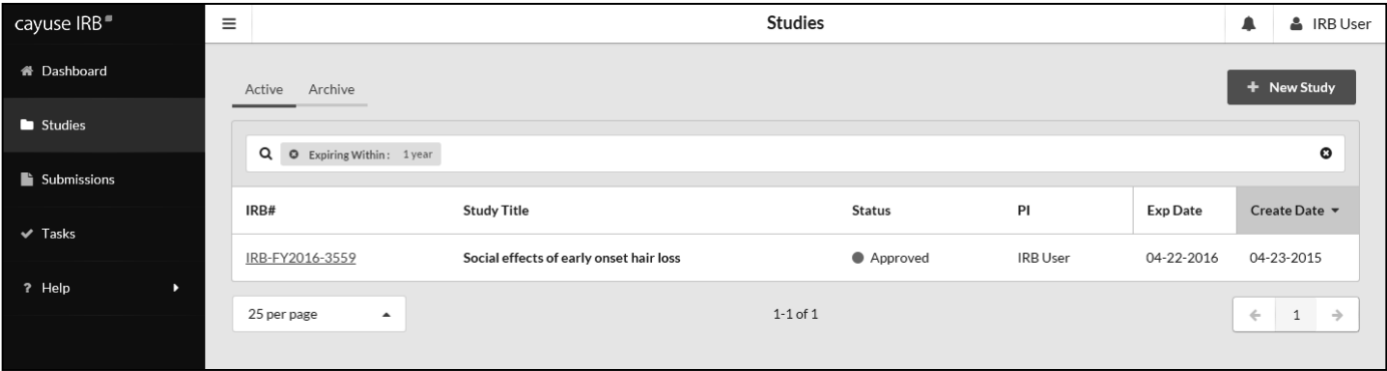 cayuse IRB
Studies
IRB User
Dashboard
Active Archive
+ New Study
Studies
Expiring Within: 1 year
Submissions
IRB# Study Title Status PI Exp Date Create Date
Tasks
IRB-FY2016-3559 Social effects of early onset hair loss Approved IRB User 04-22-2016 04-23-2015
? Help
25 per page 1-1 of 1 1